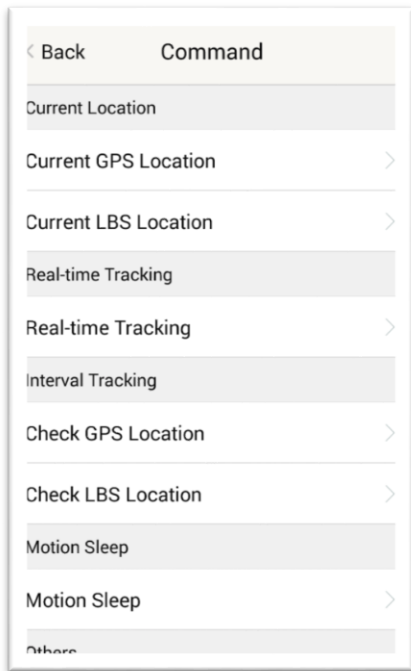 Back Command
Current Location
Current GPS Location
Current LBS Location
Real-time Tracking
Real-time Tracking
Interval Tracking
Check GPS Location
Check LBS Location
Motion Sleep
Motion Sleep
Others